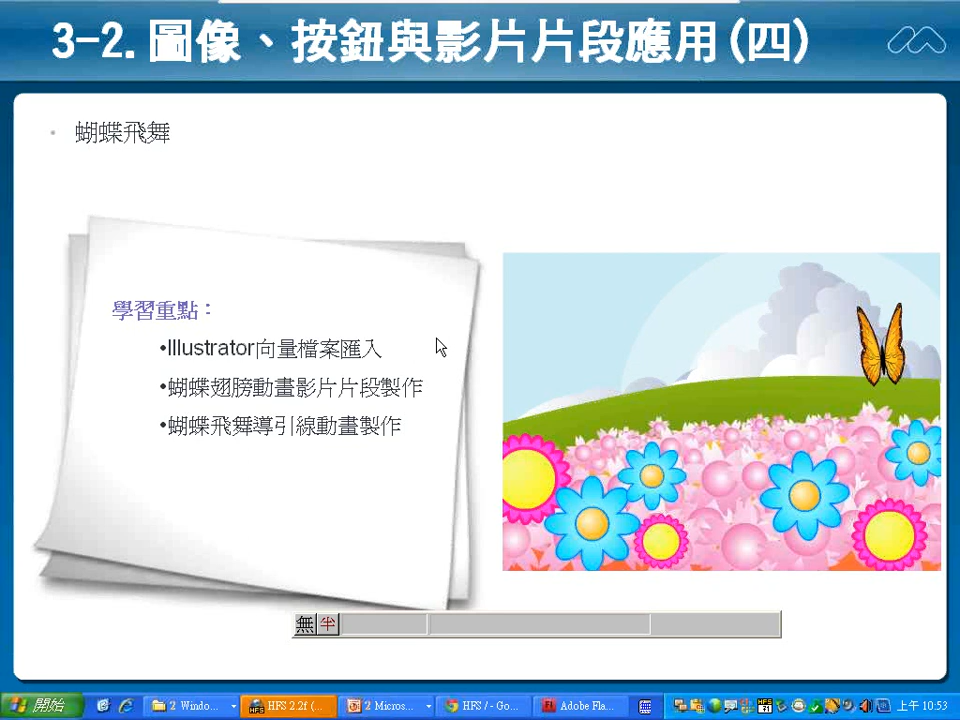 3-2.圖像、按鈕與影片片段應用(四)
• 蝴蝶飛舞
學習重點：
•Illustrator向量檔案匯入
•蝴蝶翅膀動畫影片片段製作
•蝴蝶飛舞導引線動畫製作
無 半
開始 2 Windo... HFS 2.2f (... 2 Micros... HFS / - Go... Adobe Fla... 上午 10:53